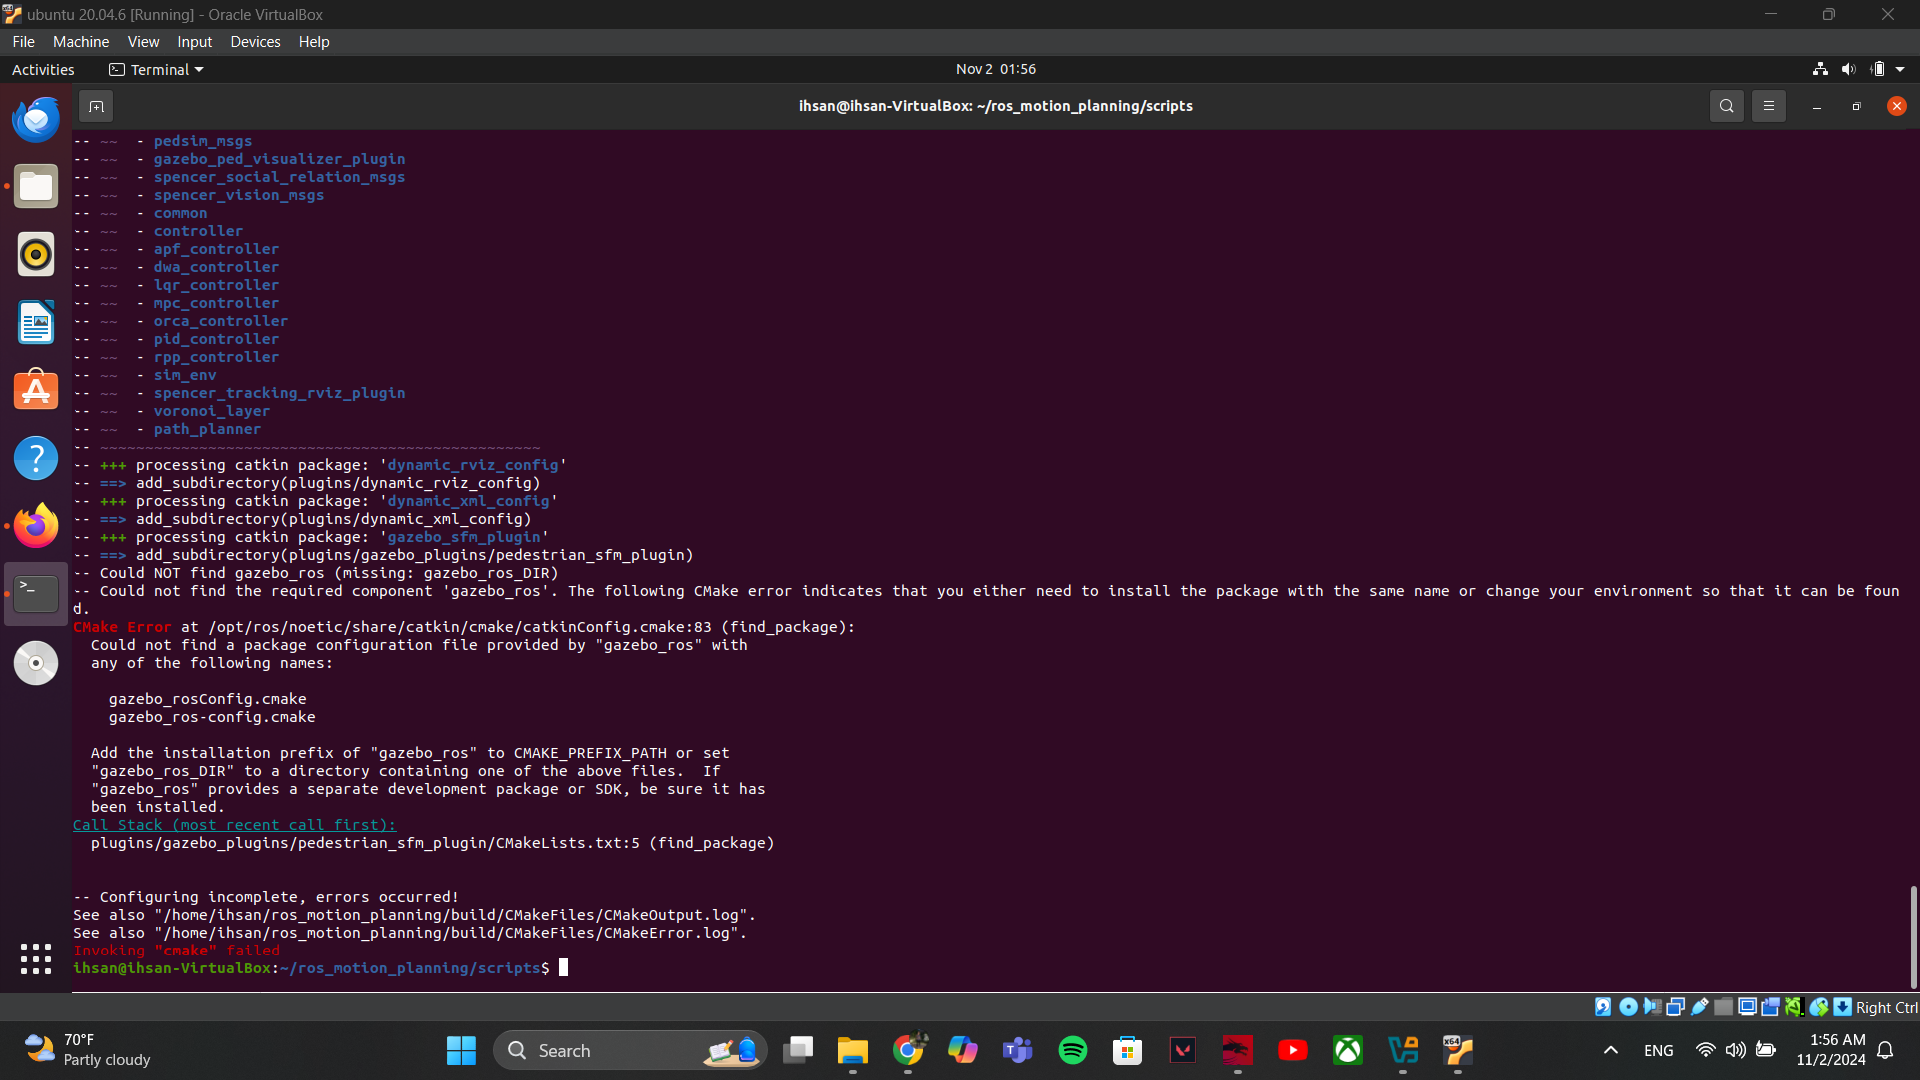 ubuntu 20.04.6 [Running] - Oracle VirtualBox
File Machine View Input Devices Help
Activities Terminal Nov 2 01:56
ihsan@ihsan-VirtualBox: ~/ros_motion_planning/scripts
-- ~~  - pedsim_msgs
-- ~~  - gazebo_ped_visualizer_plugin
-- ~~  - spencer_social_relation_msgs
-- ~~  - spencer_vision_msgs
-- ~~  - common
-- ~~  - controller
-- ~~  - apf_controller
-- ~~  - dwa_controller
-- ~~  - lqr_controller
-- ~~  - mpc_controller
-- ~~  - orca_controller
-- ~~  - pid_controller
-- ~~  - rpp_controller
-- ~~  - sim_env
-- ~~  - spencer_tracking_rviz_plugin
-- ~~  - voronoi_layer
-- ~~  - path_planner
-- ~~~~~~~~~~~~~~~~~~~~~~~~~~~~~~~~~~~~~~~~~~~~~~~~~
-- +++ processing catkin package: 'dynamic_rviz_config'
-- ==> add_subdirectory(plugins/dynamic_rviz_config)
-- +++ processing catkin package: 'dynamic_xml_config'
-- ==> add_subdirectory(plugins/dynamic_xml_config)
-- +++ processing catkin package: 'gazebo_sfm_plugin'
-- ==> add_subdirectory(plugins/gazebo_plugins/pedestrian_sfm_plugin)
-- Could NOT find gazebo_ros (missing: gazebo_ros_DIR)
-- Could not find the required component 'gazebo_ros'. The following CMake error indicates that you either need to install the package with the same name or change your environment so that it can be foun
d.
CMake Error at /opt/ros/noetic/share/catkin/cmake/catkinConfig.cmake:83 (find_package):
  Could not find a package configuration file provided by "gazebo_ros" with
  any of the following names:
    gazebo_rosConfig.cmake
    gazebo_ros-config.cmake
  Add the installation prefix of "gazebo_ros" to CMAKE_PREFIX_PATH or set
  "gazebo_ros_DIR" to a directory containing one of the above files.  If
  "gazebo_ros" provides a separate development package or SDK, be sure it has
  been installed.
Call Stack (most recent call first):
  plugins/gazebo_plugins/pedestrian_sfm_plugin/CMakeLists.txt:5 (find_package)
-- Configuring incomplete, errors occurred!
See also "/home/ihsan/ros_motion_planning/build/CMakeFiles/CMakeOutput.log".
See also "/home/ihsan/ros_motion_planning/build/CMakeFiles/CMakeError.log".
Invoking "cmake" failed
ihsan@ihsan-VirtualBox:~/ros_motion_planning/scripts$
Right Ctrl
70°F
Partly cloudy
Search
ENG
1:56 AM
11/2/2024